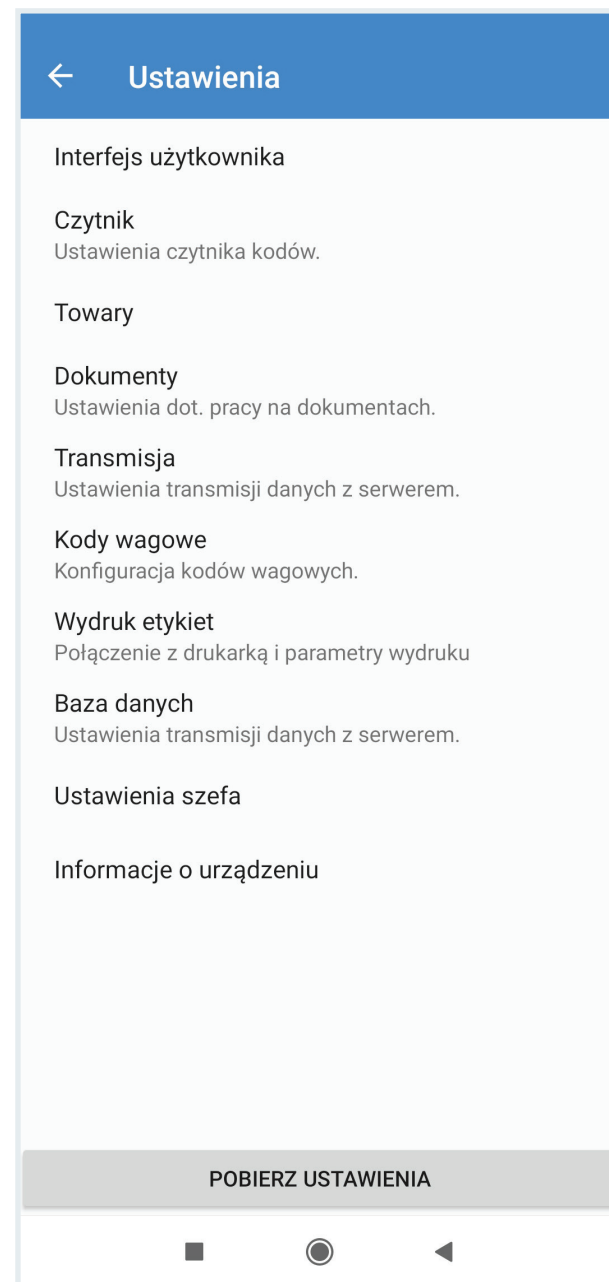 Ustawienia
Interfejs użytkownika
Czytnik
Ustawienia czytnika kodów.
Towary
Dokumenty
Ustawienia dot. pracy na dokumentach.
Transmisja
Ustawienia transmisji danych z serwerem.
Kody wagowe
Konfiguracja kodów wagowych.
Wydruk etykiet
Połączenie z drukarką i parametry wydruku
Baza danych
Ustawienia transmisji danych z serwerem.
Ustawienia szefa
Informacje o urządzeniu
POBIERZ USTAWIENIA